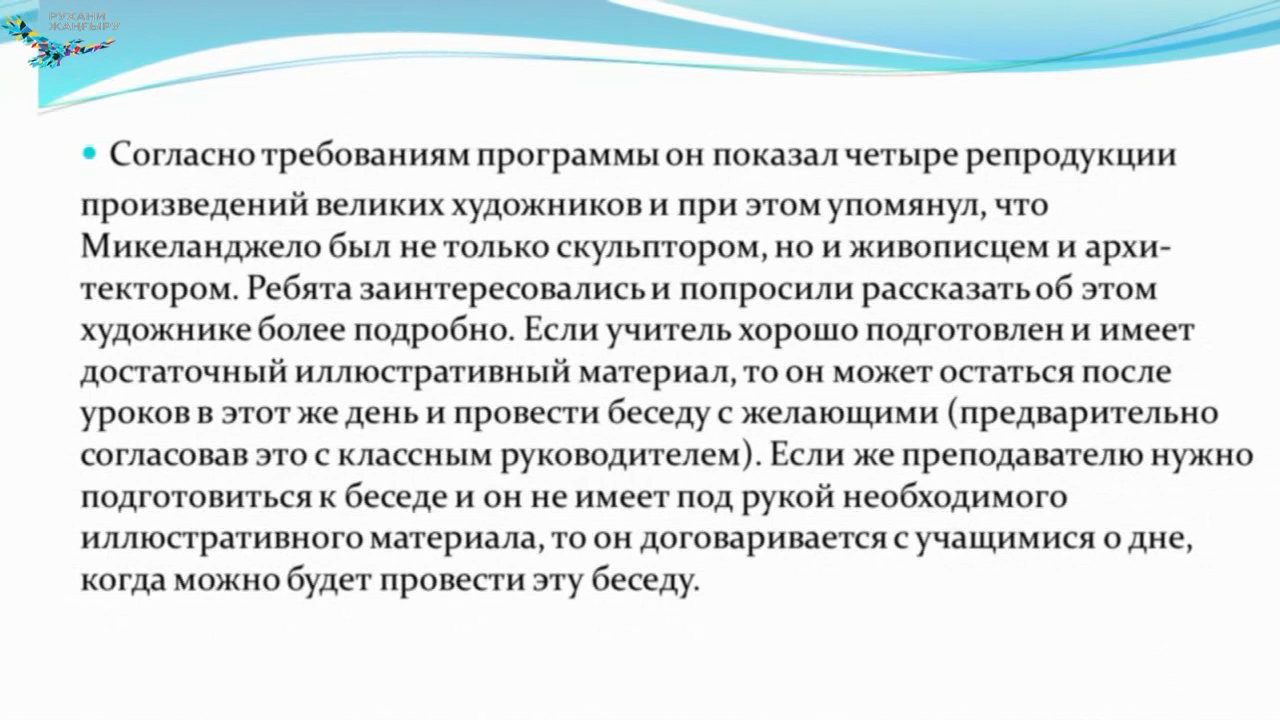 РУХАНИ
ЖАҢҒЫРУ
• Согласно требованиям программы он показал четыре репродукции
произведений великих художников и при этом упомянул, что
Микеланджело был не только скульптором, но и живописцем и архи-
тектором. Ребята заинтересовались и попросили рассказать об этом
художнике более подробно. Если учитель хорошо подготовлен и имеет
достаточный иллюстративный материал, то он может остаться после
уроков в этот же день и провести беседу с желающими (предварительно
согласовав это с классным руководителем). Если же преподавателю нужно
подготовиться к беседе и он не имеет под рукой необходимого
иллюстративного материала, то он договаривается с учащимися о дне,
когда можно будет провести эту беседу.